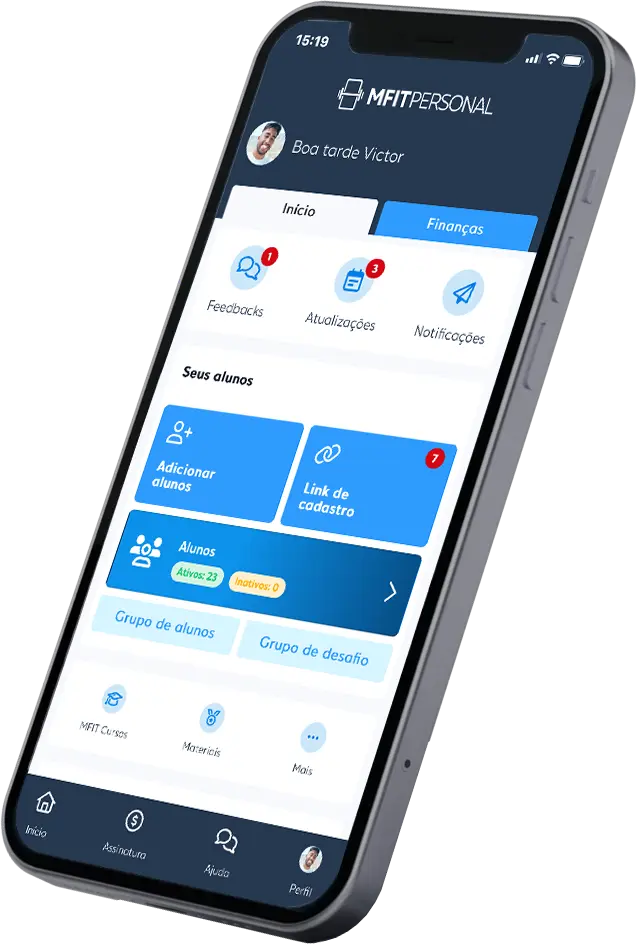 15:19
MFITPERSONAL
Boa tarde Victor
Início
Finanças
1
3
Feedbacks
Atualizações
Notificações
Seus alunos
7
Adicionar
alunos
Link de
cadastro
Alunos
Ativos: 23
Inativos: 0
Grupo de alunos
Grupo de desafio
MFIT Cursos
Materiais
Mais
Início
Assinatura
Ajuda
Perfil